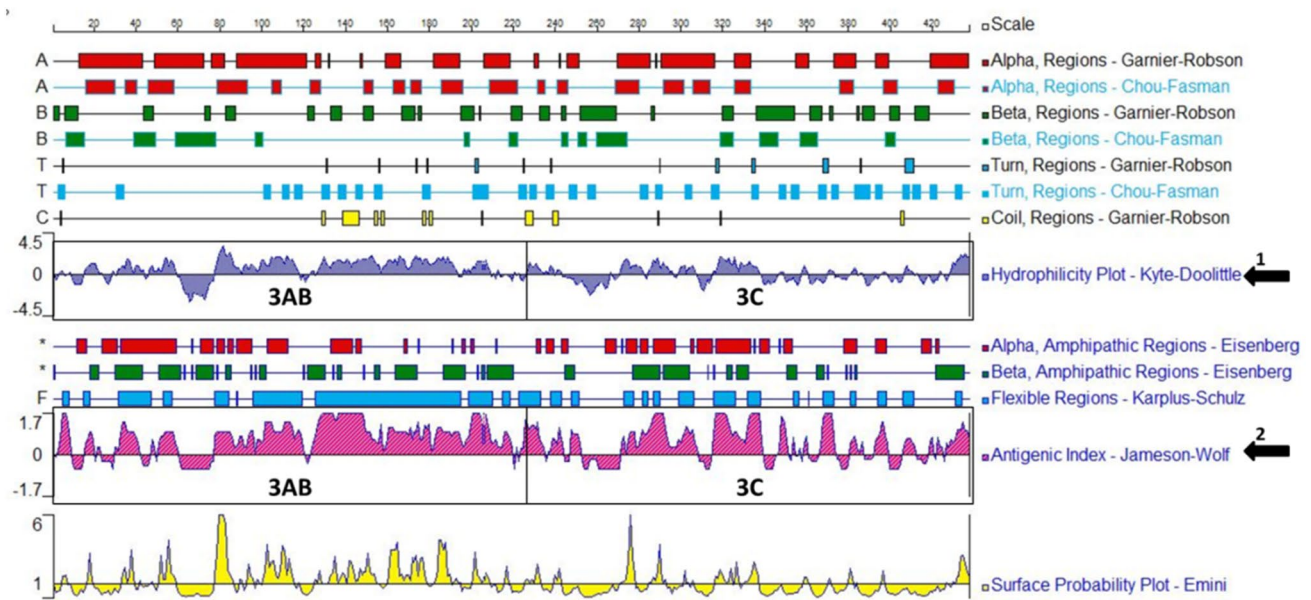 20 40 60 80 100 120 140 160 180 200 220 240 260 280 300 320 340 360 380 400 420 Scale
A Alpha, Regions - Garnier-Robson
A Alpha, Regions - Chou-Fasman
B Beta, Regions - Garnier-Robson
B Beta, Regions - Chou-Fasman
T Turn, Regions - Garnier-Robson
T Turn, Regions - Chou-Fasman
C Coil, Regions - Garnier-Robson
4.5
0 Hydrophilicity Plot - Kyte-Doolittle 1
-4.5 3AB 3C
* Alpha, Amphipathic Regions - Eisenberg
* Beta, Amphipathic Regions - Eisenberg
F Flexible Regions - Karplus-Schulz
1.7
0 Antigenic Index - Jameson-Wolf 2
-1.7 3AB 3C
6
1 Surface Probability Plot - Emini